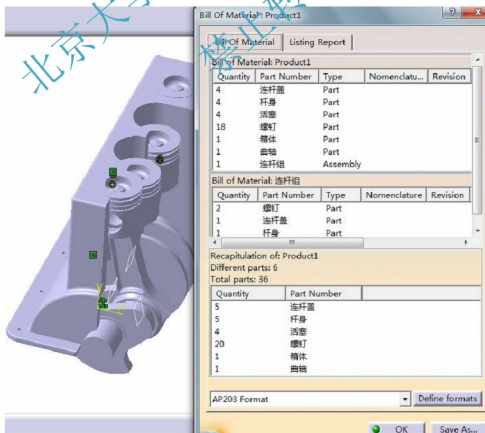 Bill Of Material: Product1
Bill Of Material Listing Report
Bill of Material: Product1
Quantity Part Number Type Nomenclatu... Revision
4 连杆盖 Part
4 杆身 Part
4 活塞 Part
18 螺钉 Part
1 箱体 Part
1 曲轴 Part
1 连杆组 Assembly
Bill of Material: 连杆组
Quantity Part Number Type Nomenclature Revision
2 螺钉 Part
1 连杆盖 Part
1 杆身 Part
Recapitulation of: Product1
Different parts: 6
Total parts: 36
Quantity Part Number
5 连杆盖
5 杆身
4 活塞
20 螺钉
1 箱体
1 曲轴
AP203 Format Define formats
OK Save As...
北京大
禁止